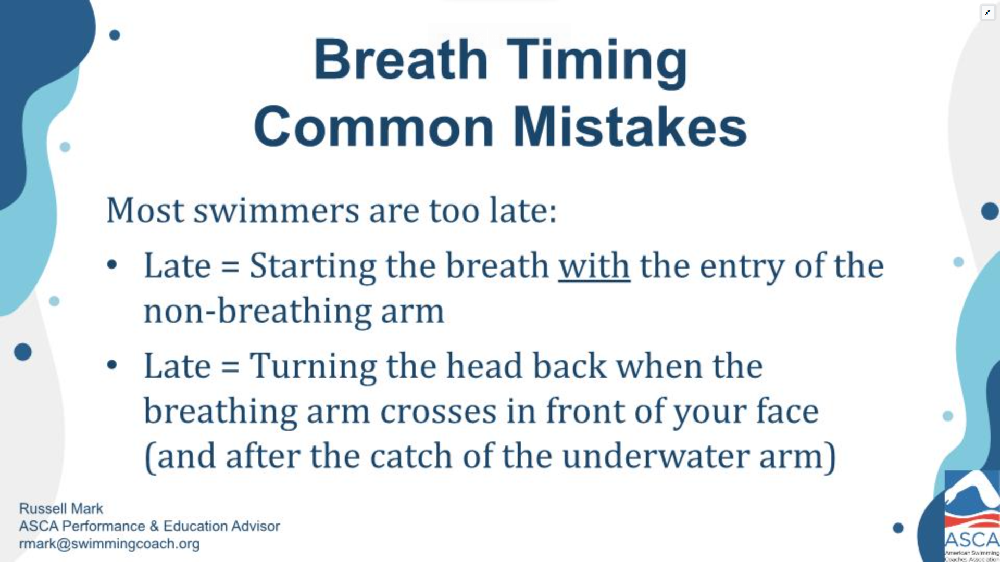 Breath Timing
Common Mistakes
Most swimmers are too late:
• Late = Starting the breath with the entry of the
non-breathing arm
• Late = Turning the head back when the
breathing arm crosses in front of your face
(and after the catch of the underwater arm)
Russell Mark
ASCA Performance & Education Advisor
rmark@swimmingcoach.org
ASCA
American Swimming
Coaches Association